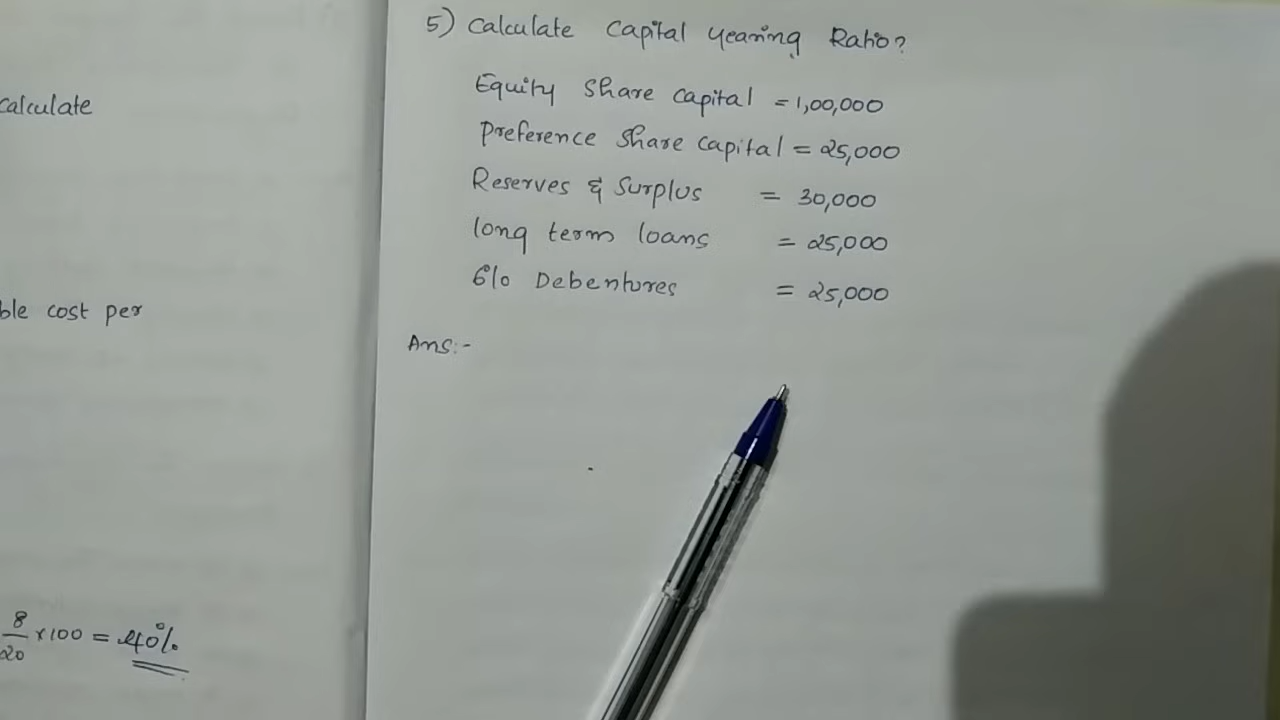 calculate
ble cost per
8/20 ×100 = 40%
5) Calculate Capital Gearing Ratio?
Equity Share Capital = 1,00,000
Preference Share Capital = 25,000
Reserves & Surplus = 30,000
long term loans = 25,000
6% Debentures = 25,000
Ans:-